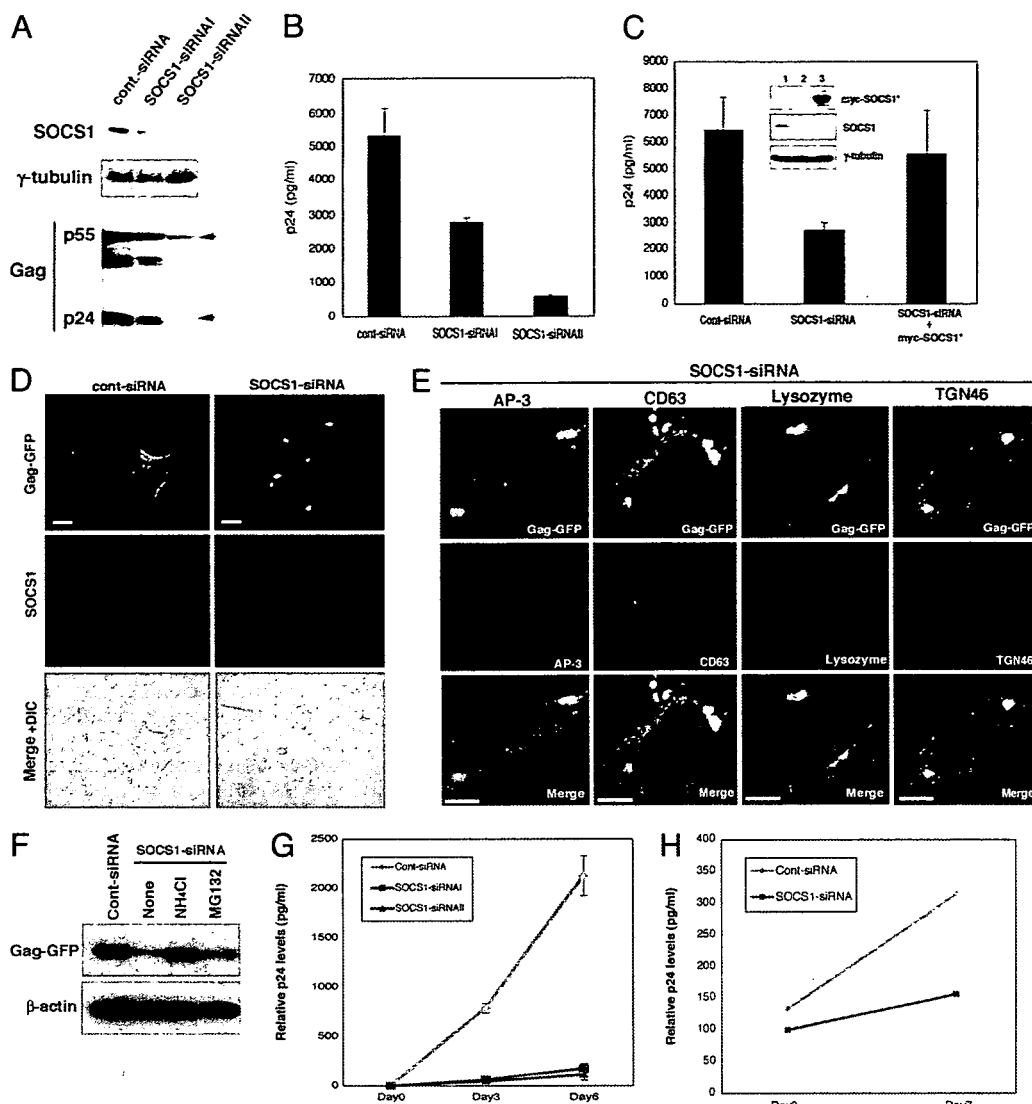 A
cont.-siRNA
SOCS1-siRNAI
SOCS1-siRNAII
SOCS1
γ-tubulin
p55
Gag
p24
B
7000
6000
5000
4000
3000
2000
1000
0
p24 (pg/ml)
cont-siRNA
SOCS1-siRNAI
SOCS1-siRNAII
C
9000
8000
7000
6000
5000
4000
3000
2000
1000
0
p24 (pg/ml)
1 2 3
myc-SOCS1*
SOCS1
γ-tubulin
Cont-siRNA
SOCS1-siRNA
SOCS1-siRNA
+
myc-SOCS1*
D
cont-siRNA
SOCS1-siRNA
Gag-GFP
SOCS1
Merge +DIC
E
SOCS1-siRNA
AP-3
CD63
Lysozyme
TGN46
Gag-GFP
Gag-GFP
Gag-GFP
Gag-GFP
AP-3
CD63
Lysozyme
TGN46
Merge
Merge
Merge
Merge
F
Cont-siRNA
SOCS1-siRNA
None
NH4Cl
MG132
Gag-GFP
β-actin
G
2500
2000
1500
1000
500
0
Relative p24 levels (pg/ml)
Cont-siRNA
SOCS1-siRNAI
SOCS1-siRNAII
Day0
Day3
Day6
H
400
350
300
250
200
150
100
50
0
Relative p24 levels (pg/ml)
Cont-siRNA
SOCS1-siRNA